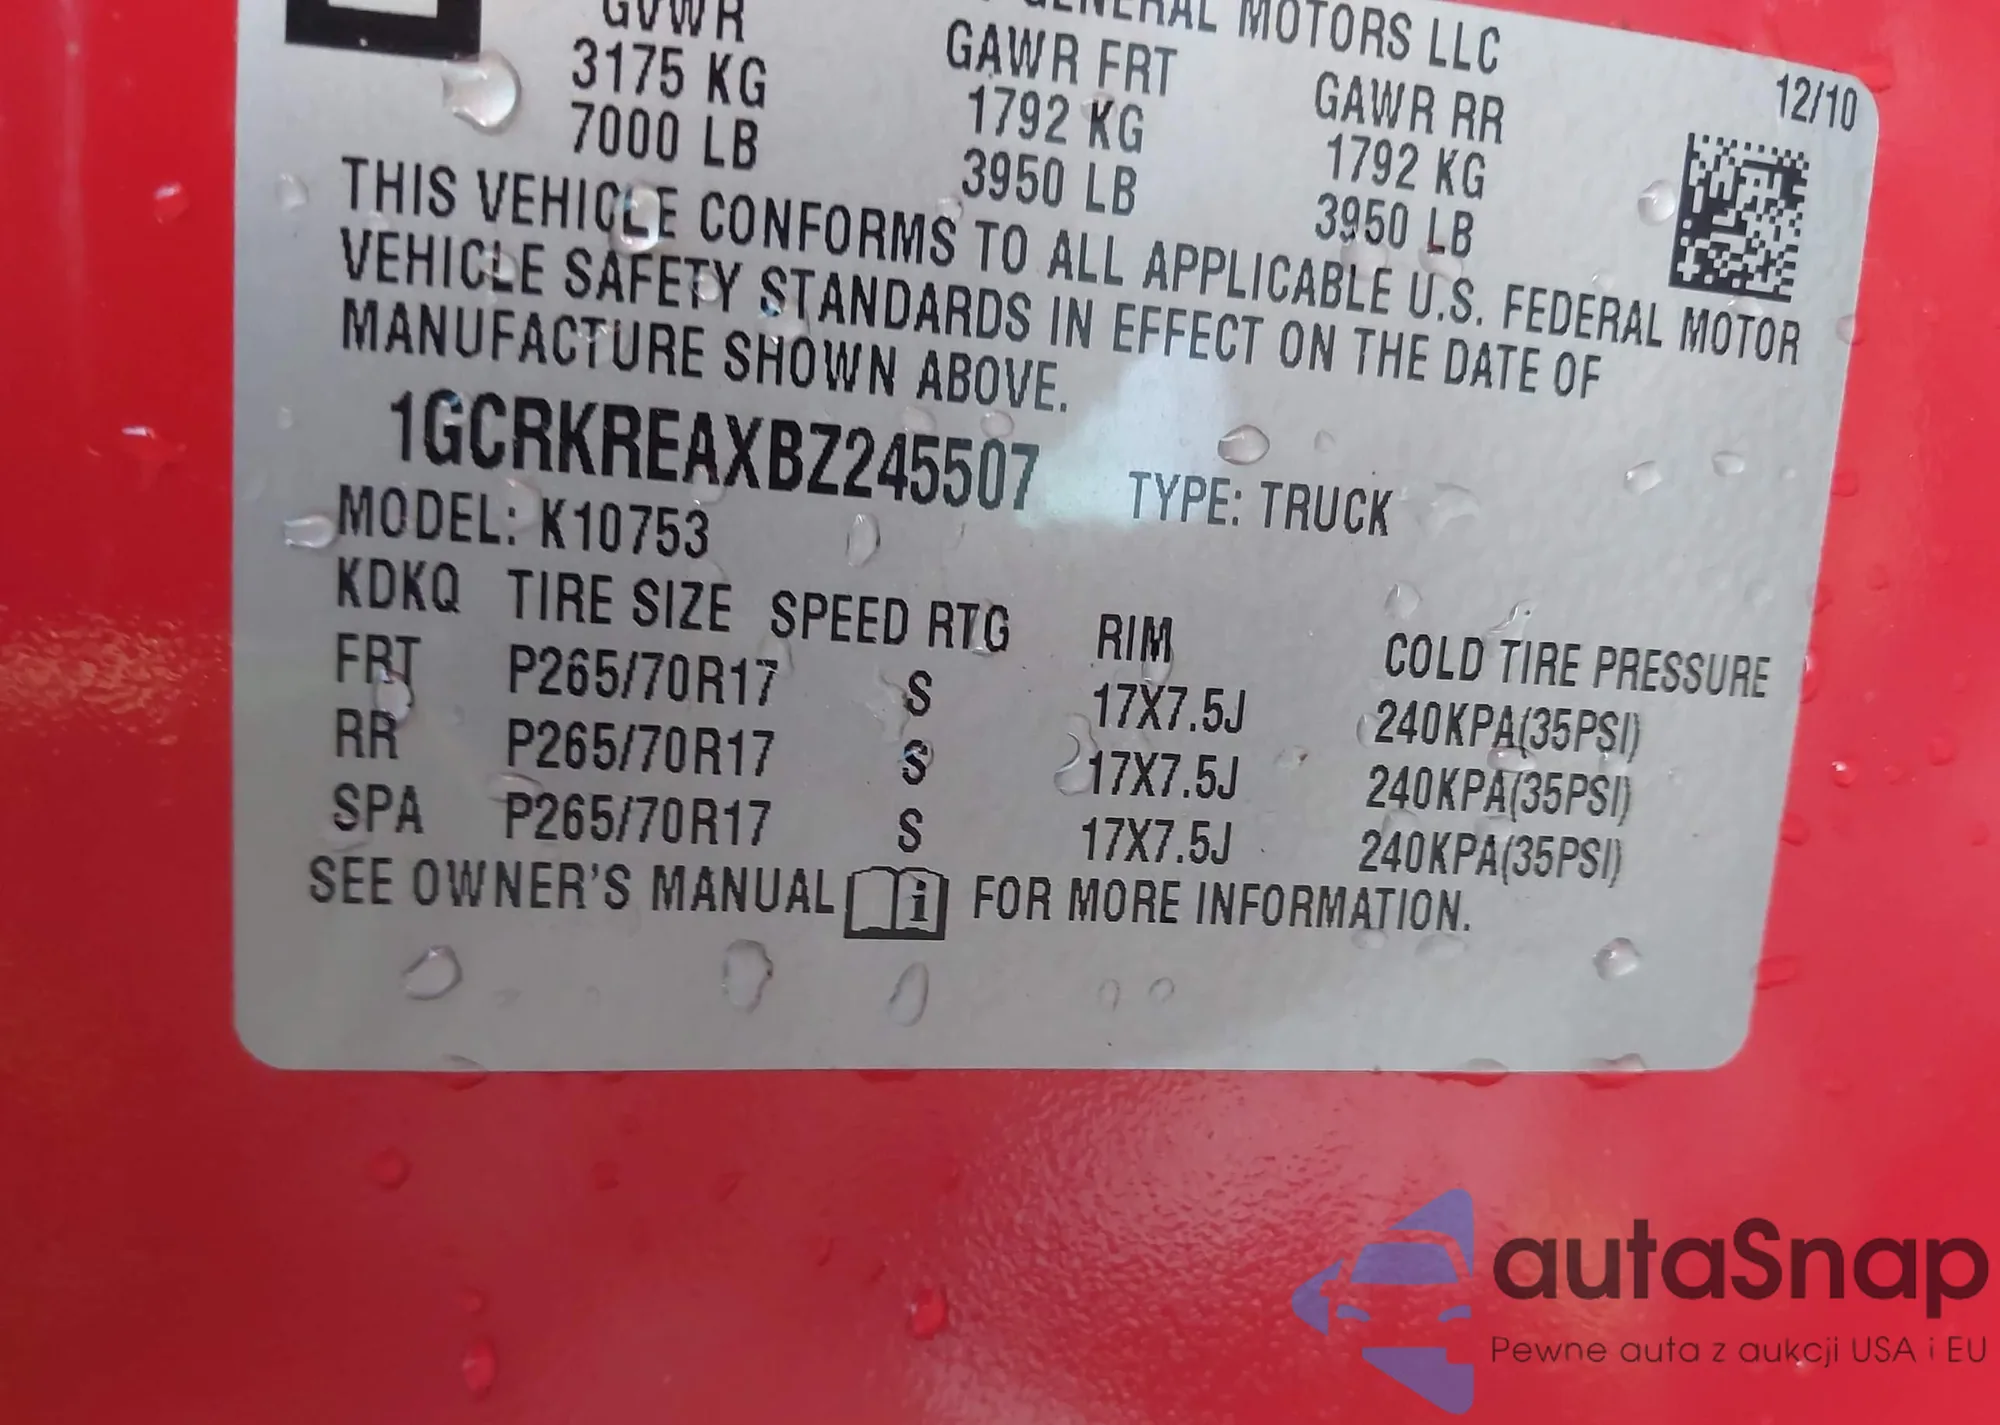 GENERAL MOTORS LLC
12/10
GVWR GAWR FRT GAWR RR
3175 KG 1792 KG 1792 KG
7000 LB 3950 LB 3950 LB
THIS VEHICLE CONFORMS TO ALL APPLICABLE U.S. FEDERAL MOTOR
VEHICLE SAFETY STANDARDS IN EFFECT ON THE DATE OF
MANUFACTURE SHOWN ABOVE.
1GCRKREAXBZ245507 TYPE: TRUCK
MODEL: K10753
KDKQ TIRE SIZE SPEED RTG RIM COLD TIRE PRESSURE
FRT P265/70R17 S 17X7.5J 240KPA(35PSI)
RR P265/70R17 S 17X7.5J 240KPA(35PSI)
SPA P265/70R17 S 17X7.5J 240KPA(35PSI)
SEE OWNER'S MANUAL i FOR MORE INFORMATION.
autaSnap
Pewne auta z aukcji USA i EU